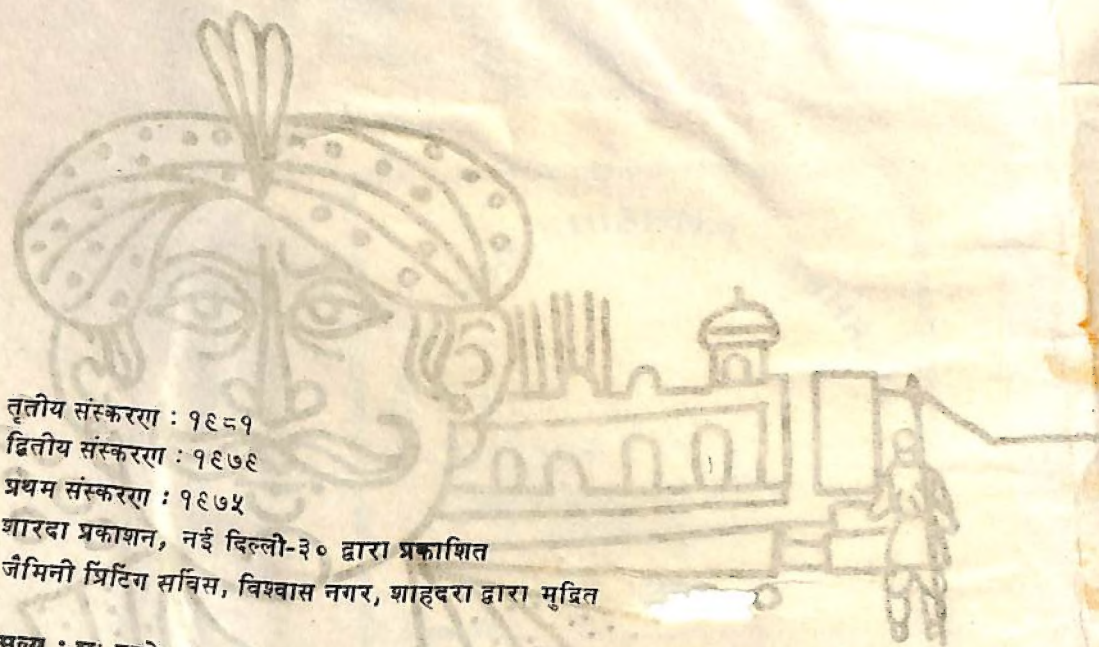 तृतीय संस्करण : १९८१
द्वितीय संस्करण : १९७९
प्रथम संस्करण : १९७५
शारदा प्रकाशन, नई दिल्ली-३० द्वारा प्रकाशित
जैमिनी प्रिंटिंग सर्विस, विश्वास नगर, शाहदरा द्वारा मुद्रित
मूल्य :